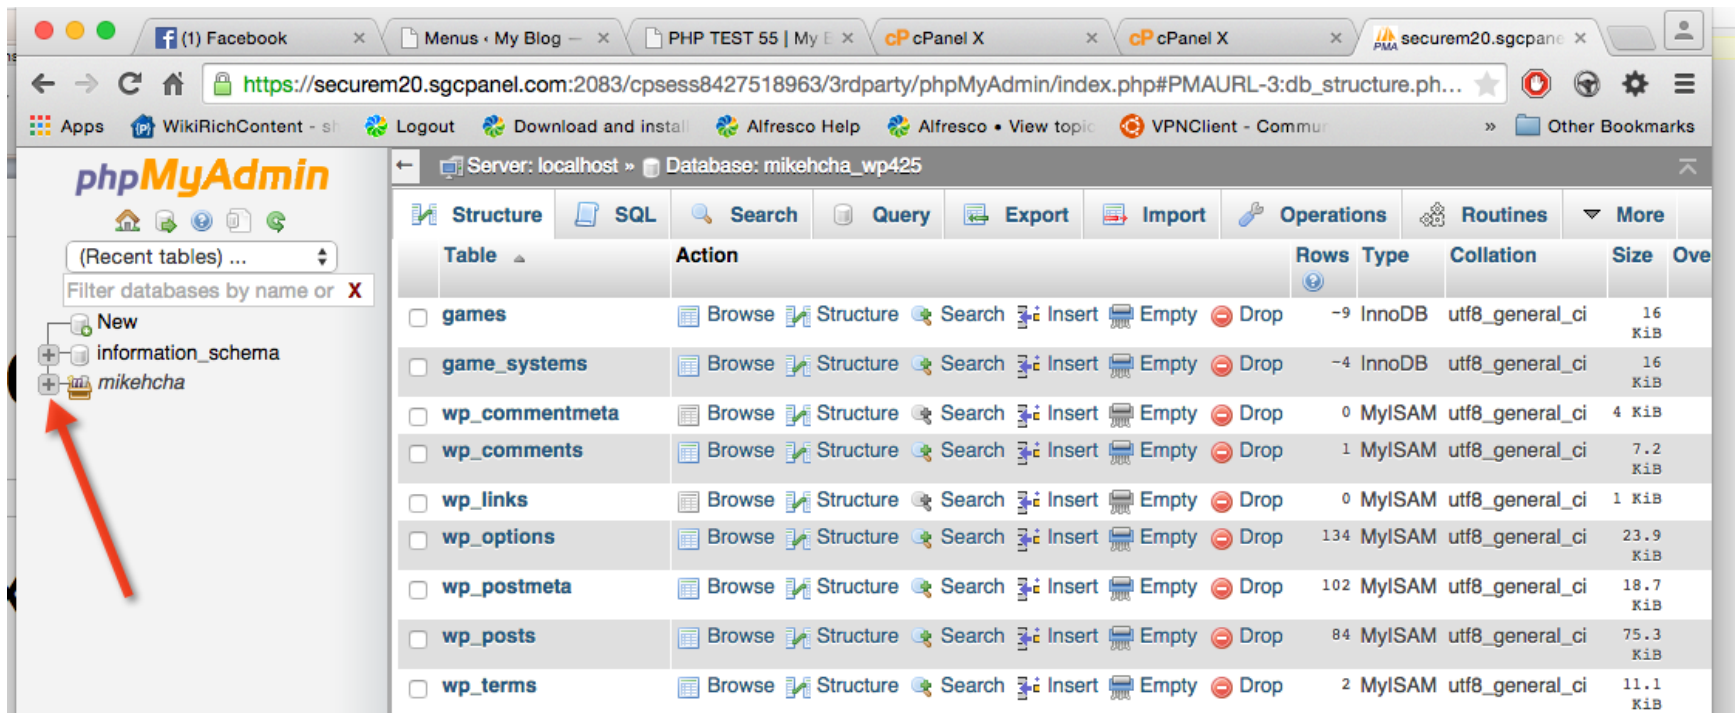 (1) Facebook × Menus ‹ My Blog — × PHP TEST 55 | My B × cP cPanel X × cP cPanel X × PMA securem20.sgcpane ×
https://securem20.sgcpanel.com:2083/cpsess8427518963/3rdparty/phpMyAdmin/index.php#PMAURL-3:db_structure.ph...
Apps WikiRichContent - sh Logout Download and install Alfresco Help Alfresco • View topic VPNClient - Commun » Other Bookmarks
phpMyAdmin
(Recent tables) ...
Filter databases by name or X
New
information_schema
mikehcha
← Server: localhost » Database: mikehcha_wp425
Structure SQL Search Query Export Import Operations Routines More
Table Action Rows Type Collation Size Ove
games Browse Structure Search Insert Empty Drop ~9 InnoDB utf8_general_ci 16 KiB
game_systems Browse Structure Search Insert Empty Drop ~4 InnoDB utf8_general_ci 16 KiB
wp_commentmeta Browse Structure Search Insert Empty Drop 0 MyISAM utf8_general_ci 4 KiB
wp_comments Browse Structure Search Insert Empty Drop 1 MyISAM utf8_general_ci 7.2 KiB
wp_links Browse Structure Search Insert Empty Drop 0 MyISAM utf8_general_ci 1 KiB
wp_options Browse Structure Search Insert Empty Drop 134 MyISAM utf8_general_ci 23.9 KiB
wp_postmeta Browse Structure Search Insert Empty Drop 102 MyISAM utf8_general_ci 18.7 KiB
wp_posts Browse Structure Search Insert Empty Drop 84 MyISAM utf8_general_ci 75.3 KiB
wp_terms Browse Structure Search Insert Empty Drop 2 MyISAM utf8_general_ci 11.1 KiB